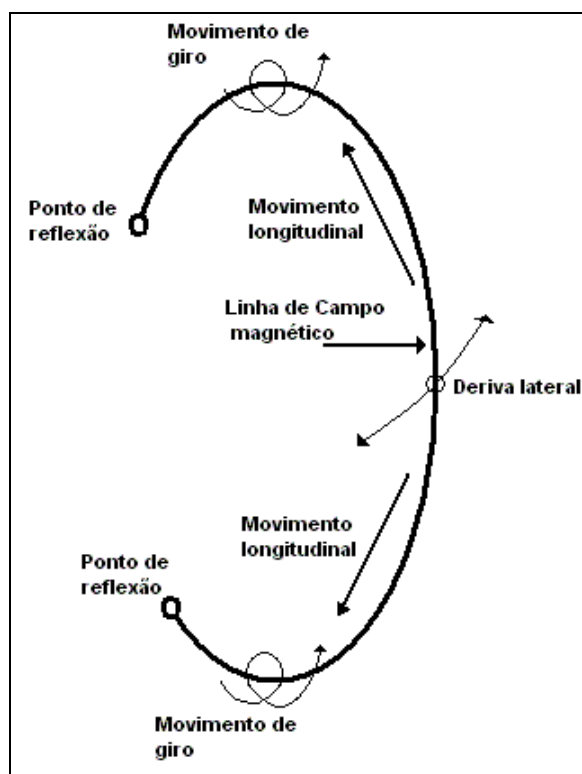 Movimento de
giro
Ponto de
reflexão
Movimento
longitudinal
Linha de Campo
magnético
Deriva lateral
Movimento
longitudinal
Ponto de
reflexão
Movimento de
giro